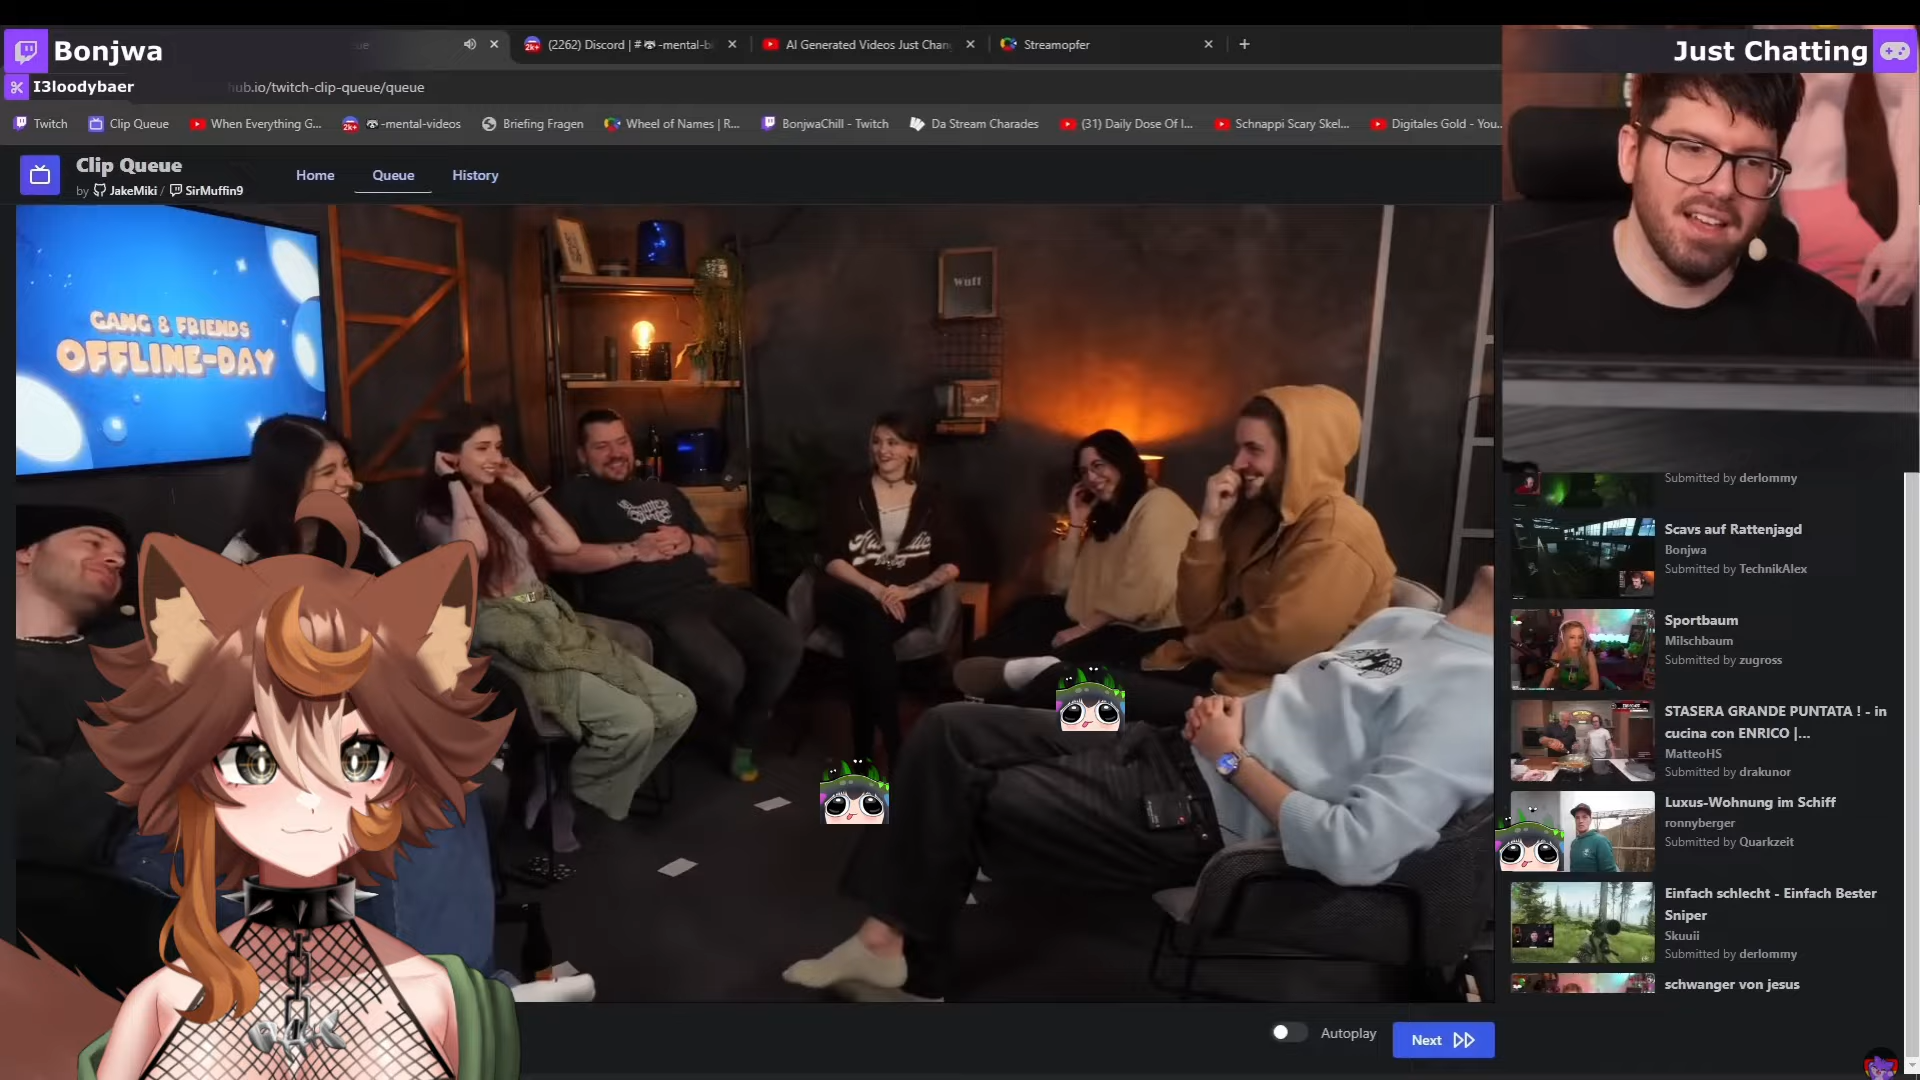 Bonjwa
I3loodybaer
Just Chatting
ue
(2262) Discord | #
-mental-b
AI Generated Videos Just Chan
Streamopfer
ub.io/twitch-clip-queue/queue
Twitch
Clip Queue
When Everything G...
-mental-videos
Briefing Fragen
Wheel of Names | R...
BonjwaChill - Twitch
Da Stream Charades
(31) Daily Dose Of I...
Schnappi Scary Skel...
Digitales Gold - You...
Clip Queue
by JakeMiki / SirMuffin9
Home
Queue
History
GANG & FRIENDS
OFFLINE-DAY
Wuff
Submitted by derlommy
Scavs auf Rattenjagd
Bonjwa
Submitted by TechnikAlex
Sportbaum
Milschbaum
Submitted by zugross
STASERA GRANDE PUNTATA ! - in
cucina con ENRICO |...
MatteoHS
Submitted by drakunor
Luxus-Wohnung im Schiff
ronnyberger
Submitted by Quarkzeit
Einfach schlecht - Einfach Bester
Sniper
Skuuii
Submitted by derlommy
schwanger von jesus
Autoplay
Next